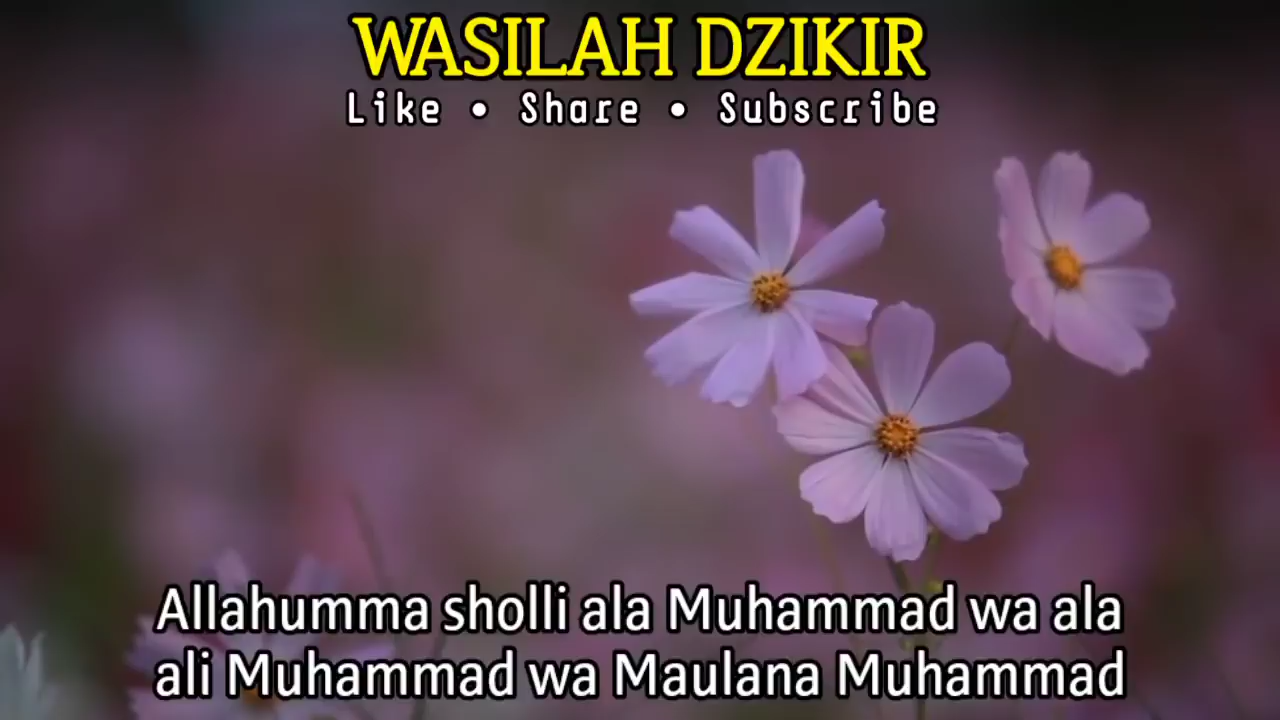 WASILAH DZIKIR
Like • Share • Subscribe
Allahumma sholli ala Muhammad wa ala
ali Muhammad wa Maulana Muhammad